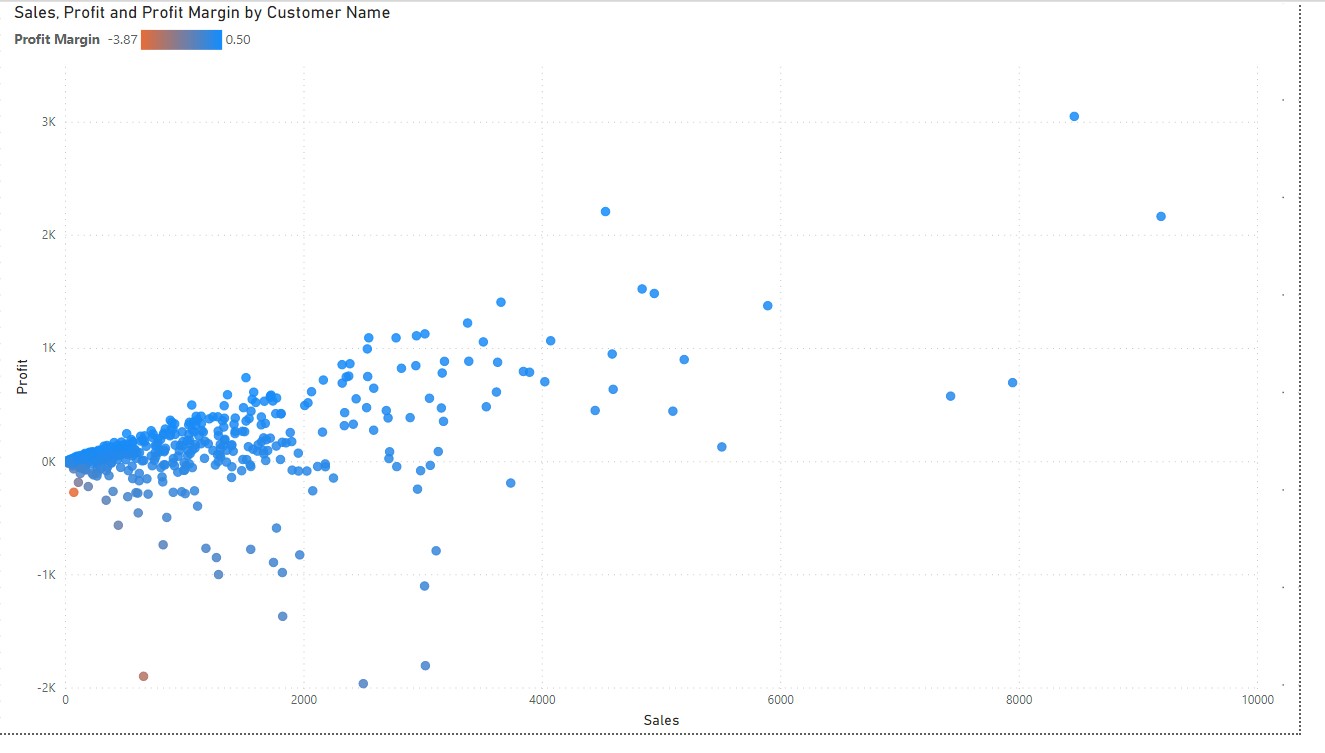 Sales, Profit and Profit Margin by Customer Name
Profit Margin -3.87 0.50
3K
2K
1K
0K
-1K
-2K
Profit
0 2000 4000 6000 8000 10000
Sales